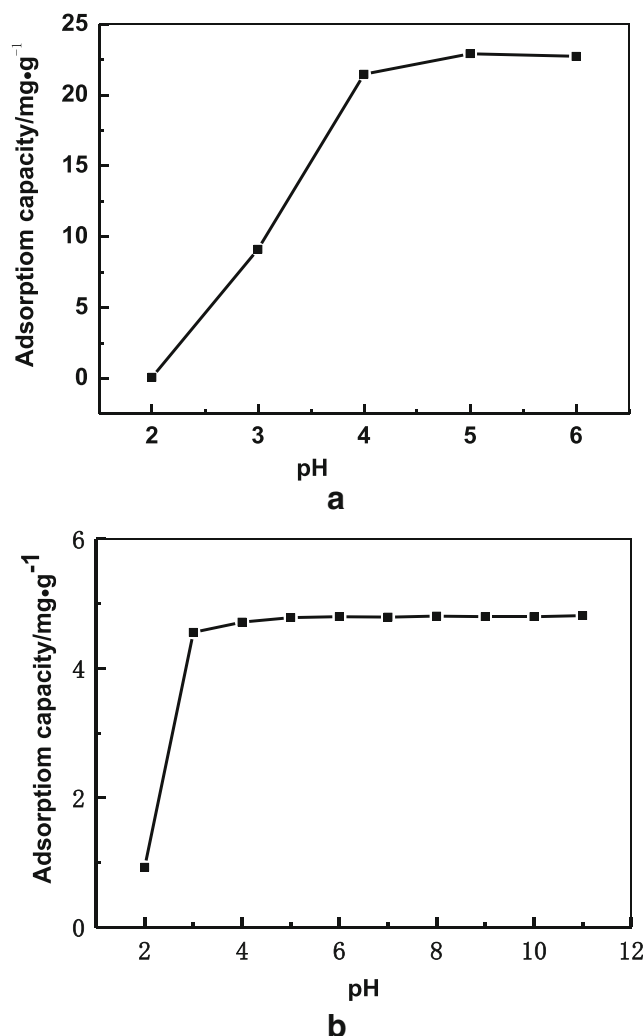 25
20
15
10
5
0
Adsorptiom capacity/mg•g⁻¹
2 3 4 5 6
pH
a
6
4
2
0
Adsorptiom capacity/mg•g-1
2 4 6 8 10 12
pH
b